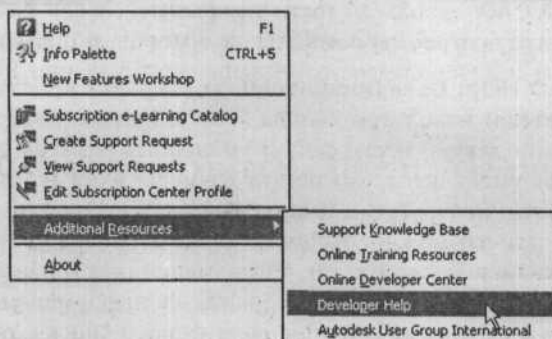 Help F1
Info Palette CTRL+5
New Features Workshop
Subscription e-Learning Catalog
Create Support Request
View Support Requests
Edit Subscription Center Profile
Additional Resources
About
Support Knowledge Base
Online Training Resources
Online Developer Center
Developer Help
Autodesk User Group International